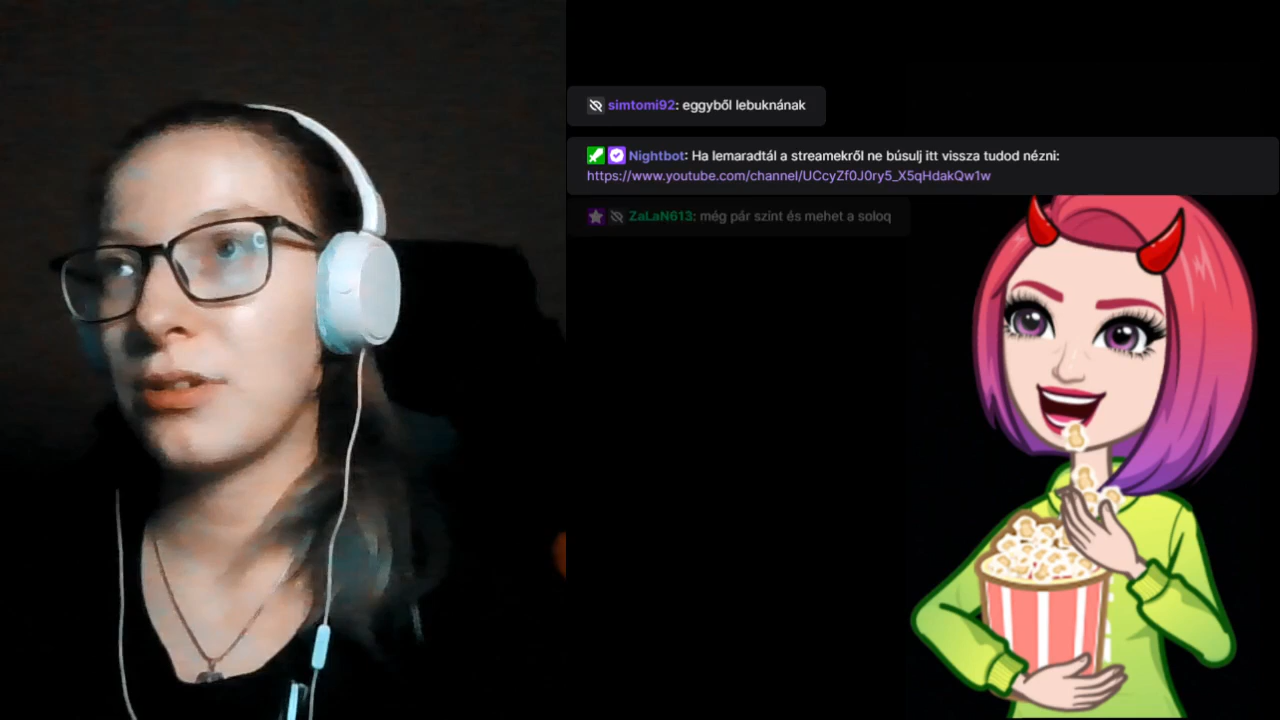 simtomi92: eggyből lebuknának
Nightbot: Ha lemaradtál a streamekről ne búsulj itt vissza tudod nézni:
https://www.youtube.com/channel/UCcyZf0J0ry5_X5qHdakQw1w
ZaLaN613: még pár szint és mehet a soloq